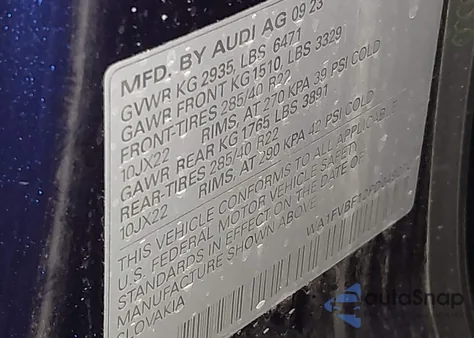 MFD. BY AUDI AG 09 23
GVWR KG 2935, LBS 6471
GAWR FRONT KG 1510, LBS 3329
FRONT-TIRES 285/40 R22
10JX22 RIMS, AT 270 KPA 39 PSI COLD
GAWR REAR KG 1765 LBS 3891
REAR-TIRES 285/40 R22
10JX22 RIMS, AT 290 KPA 42 PSI COLD
THIS VEHICLE CONFORMS TO ALL APPLICABLE
U.S. FEDERAL MOTOR VEHICLE SAFETY
STANDARDS IN EFFECT ON THE DATE OF
MANUFACTURE SHOWN ABOVE
SLOVAKIA
autoSnap